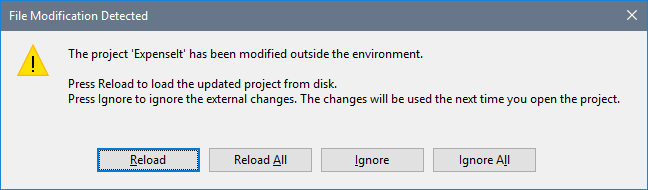 File Modification Detected
The project 'ExpenseIt' has been modified outside the environment.
Press Reload to load the updated project from disk.
Press Ignore to ignore the external changes. The changes will be used the next time you open the project.
Reload Reload All Ignore Ignore All